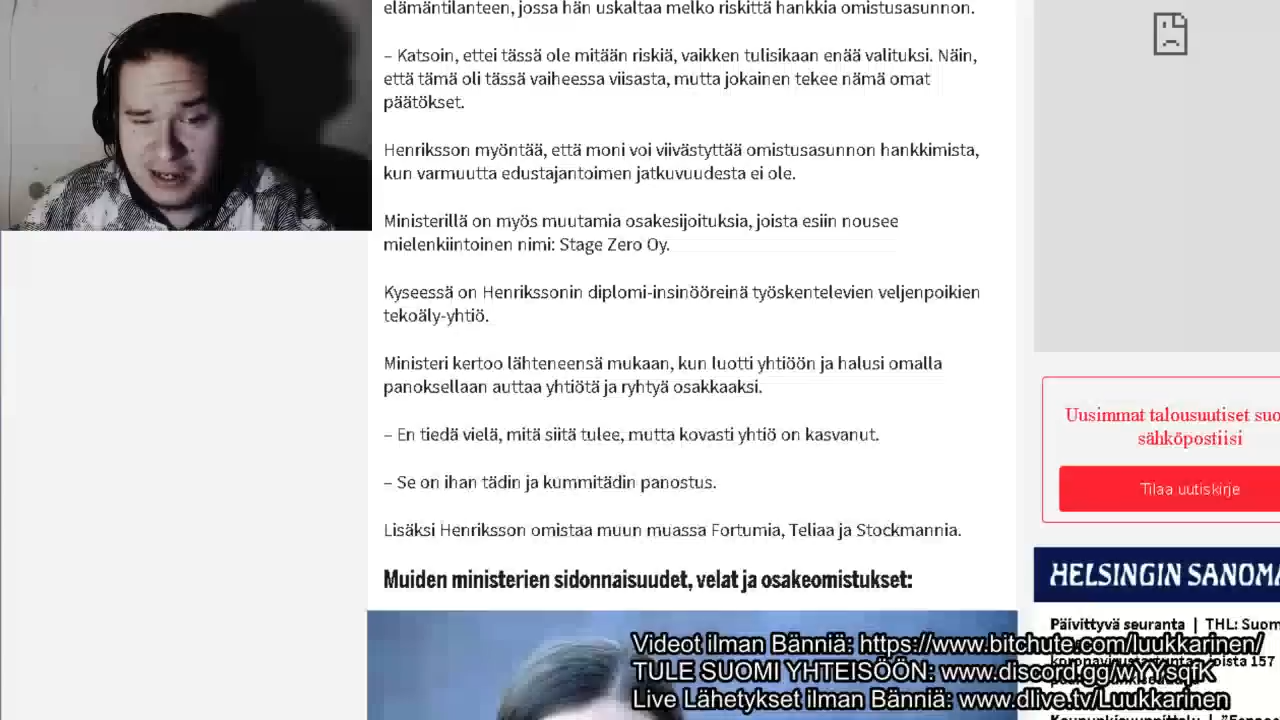 elämäntilanteen, jossa hän uskaltaa melko riskittä hankkia omistusasunnon.
– Katsoin, ettei tässä ole mitään riskiä, vaikken tulisikaan enää valituksi. Näin,
että tämä oli tässä vaiheessa viisasta, mutta jokainen tekee nämä omat
päätökset.
Henriksson myöntää, että moni voi viivästyttää omistusasunnon hankkimista,
kun varmuutta edustajantoimen jatkuvuudesta ei ole.
Ministerillä on myös muutamia osakesijoituksia, joista esiin nousee
mielenkiintoinen nimi: Stage Zero Oy.
Kyseessä on Henrikssonin diplomi-insinööreinä työskentelevien veljenpoikien
tekoäly-yhtiö.
Ministeri kertoo lähteneensä mukaan, kun luotti yhtiöön ja halusi omalla
panoksellaan auttaa yhtiötä ja ryhtyä osakkaaksi.
– En tiedä vielä, mitä siitä tulee, mutta kovasti yhtiö on kasvanut.
– Se on ihan tädin ja kummitädin panostus.
Lisäksi Henriksson omistaa muun muassa Fortumia, Teliaa ja Stockmannia.
Muiden ministerien sidonnaisuudet, velat ja osakeomistukset:
Uusimmat talousuutiset suo
sähköpostiisi
Tilaa uutiskirje
HELSINGIN SANOMA
Päivittyvä seuranta | THL: Suom
157
Videot ilman Bänniä: https://www.bitchute.com/luukkarinen/
TULE SUOMI YHTEISÖÖN: www.discord.gg/wXYsqfK
Live Lähetykset ilman Bänniä: www.dlive.tv/Luukkarinen